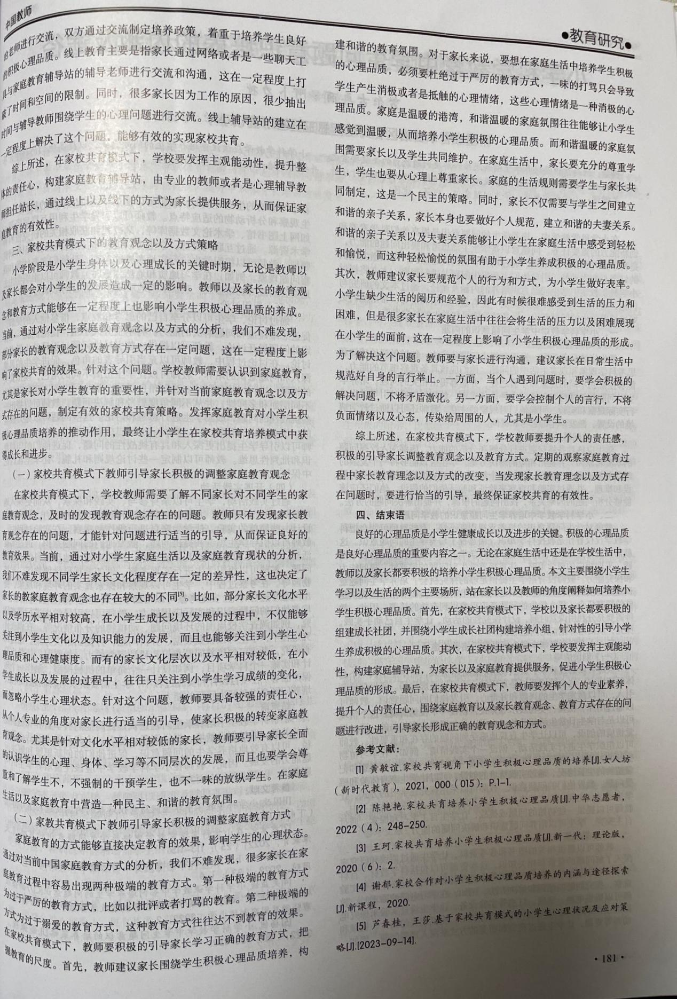 中国教师
●教育研究●
的老师进行交流，双方通过交流制定培养政策，着重于培养学生良好
的积极心理品质。线上教育主要是指家长通过网络或者是一些聊天工
具与家庭教育辅导站的辅导老师进行交流和沟通，这在一定程度上打
破了时间和空间的限制。同时，很多家长因为工作的原因，很少抽出
时间与辅导教师围绕学生的心理问题进行交流。线上辅导站的建立在
一定程度上解决了这个问题，能够有效的实现家校共育。
综上所述，在家校共育模式下，学校要发挥主观能动性，提升整
体的责任心，构建家庭教育辅导站，由专业的教师或者是心理辅导教
师担任站长，通过线上以及线下的方式为家长提供服务，从而保证家
庭教育的有效性。
三、家校共育模式下的教育观念以及方式策略
小学阶段是小学生身体以及心理成长的关键时期，无论是教师以
及家长都会对小学生的发展造成一定的影响。教师以及家长的教育观
念和教育方式能够在一定程度上也影响小学生积极心理品质的养成。
当前，通过对小学生家庭教育观念以及方式的分析，我们不难发现，
部分家长的教育观念以及教育方式存在一定问题，这在一定程度上影
响了家校共育的效果。针对这个问题。学校教师需要认识到家庭教育，
尤其是家长对小学生教育的重要性，并针对当前家庭教育观念以及方
式存在的问题，制定有效的家校共育策略。发挥家庭教育对小学生积
极心理品质培养的推动作用，最终让小学生在家校共育培养模式中获
得成长和进步。
（一）家校共育模式下教师引导家长积极的调整家庭教育观念
在家校共育模式下，学校教师需要了解不同家长对不同学生的家
庭教育观念，及时的发现教育观念存在的问题。教师只有发现家长教
育观念存在的问题，才能针对问题进行适当的引导，从而保证良好的
教育效果。当前，通过对小学生家庭生活以及家庭教育现状的分析，
我们不难发现不同学生家长文化程度存在一定的差异性，这也决定了
家长的教家庭教育观念也存在较大的不同[5]。比如，部分家长文化水平
以及学历水平相对较高，在小学生成长以及发展的过程中，不仅能够
关注到小学生文化以及知识能力的发展，而且也能够关注到小学生心
理品质和心理健康度。而有的家长文化层次以及水平相对较低，在小
学生成长以及发展的过程中，往往只关注到小学生学习成绩的变化，
而忽略小学生心理状态。针对这个问题，教师要具备较强的责任心，
从个人专业的角度对家长进行适当的引导，使家长积极的转变家庭教
育观念。尤其是针对文化水平相对较低的家长，教师要引导家长全面
的认识学生的心理、身体、学习等不同层次的发展，而且也要学会尊
重和了解学生不，不强制的干预学生，也不一味的放纵学生。在家庭
生活以及家庭教育中营造一种民主、和谐的教育氛围。
（二）家教共育模式下教师引导家长积极的调整家庭教育方式
家庭教育的方式能够直接决定教育的效果，影响学生的心理状态。
通过对当前中国家庭教育方式的分析，我们不难发现，很多家长在家
庭教育过程中容易出现两种极端的教育方式。第一种极端的教育方式
为过于严厉的教育方式，比如以批评或者打骂的教育。第二种极端的
方式为过于溺爱的教育方式，这种教育方式往往达不到教育的效果。
在家校共育模式下，教师要积极的引导家长学习正确的教育方式，把
握教育的尺度。首先，教师建议家长围绕学生积极心理品质培养，构
建和谐的教育氛围。对于家长来说，要想在家庭生活中培养学生积极
的心理品质，必须要杜绝过于严厉的教育方式，一味的打骂只会导致
学生产生消极或者是抵触的心理情绪，这些心理情绪是一种消极的心
理品质。家庭是温暖的港湾，和谐温暖的家庭氛围往往能够让小学生
感觉到温暖，从而培养小学生积极的心理品质。而和谐温暖的家庭氛
围需要家长以及学生共同维护。在家庭生活中，家长要充分的尊重学
生，学生也要从心理上尊重家长。家庭的生活规则需要学生与家长共
同制定，这是一个民主的策略。同时，家长不仅需要与学生之间建立
和谐的亲子关系，家长本身也要做好个人规范，建立和谐的夫妻关系。
和谐的亲子关系以及夫妻关系能够让小学生在家庭生活中感受到轻松
和愉悦，而这种轻松愉悦的氛围有助于小学生养成积极的心理品质。
其次，教师建议家长要规范个人的行为和方式，为小学生做好表率。
小学生缺少生活的阅历和经验，因此有时候很难感受到生活的压力和
困难，但是很多家长在家庭生活中往往会将生活的压力以及困难展现
在小学生的面前，这在一定程度上影响了小学生积极心理品质的形成。
为了解决这个问题。教师要与家长进行沟通，建议家长在日常生活中
规范好自身的言行举止。一方面，当个人遇到问题时，要学会积极的
解决问题，不将矛盾激化。另一方面，要学会控制个人的言行，不将
负面情绪以及心态，传染给周围的人，尤其是小学生。
综上所述，在家校共育模式下，学校教师要提升个人的责任感，
积极的引导家长调整教育观念以及教育方式。定期的观察家庭教育过
程中家长教育理念以及方式的改变，当发现家长教育理念以及方式存
在问题时，要进行恰当的引导，最终保证家校共育的有效性。
四、结束语
良好的心理品质是小学生健康成长以及进步的关键。积极的心理品质
是良好心理品质的重要内容之一。无论在家庭生活中还是在学校生活中，
教师以及家长都要积极的培养小学生积极心理品质。本文主要围绕小学生
学习以及生活的两个主要场所，站在家长以及教师的角度阐释如何培养小
学生积极心理品质。首先，在家校共育模式下，学校以及家长都要积极的
组建成长社团，并围绕小学生成长社团构建培养小组，针对性的引导小学
生养成积极的心理品质。其次，在家校共育模式下，学校要发挥主观能动
性，构建家庭辅导站，为家长以及家庭教育提供服务，促进小学生积极心
理品质的形成。最后，在家校共育模式下，教师要发挥个人的专业素养，
提升个人的责任心，围绕家庭教育以及家长教育观念、教育方式存在的问
题进行改进，引导家长形成正确的教育观念和方式。
参考文献：
[1] 黄敏谊.家校共育视角下小学生积极心理品质的培养[J].女人坊
（新时代教育），2021，000（015）：P.1-1.
[2] 陈艳艳.家校共育培养小学生积极心理品质[J].中华志愿者，
2022（4）：248-250.
[3] 王珂.家校共育培养小学生积极心理品质[J].新一代：理论版，
2020（6）：2.
[4] 谢郁.家校合作对小学生积极心理品质培养的内涵与途径探索
[J].新课程，2020.
[5] 芦春桂，王莎.基于家校共育模式的小学生心理状况及应对策
略[J].[2023-09-14].
·181·